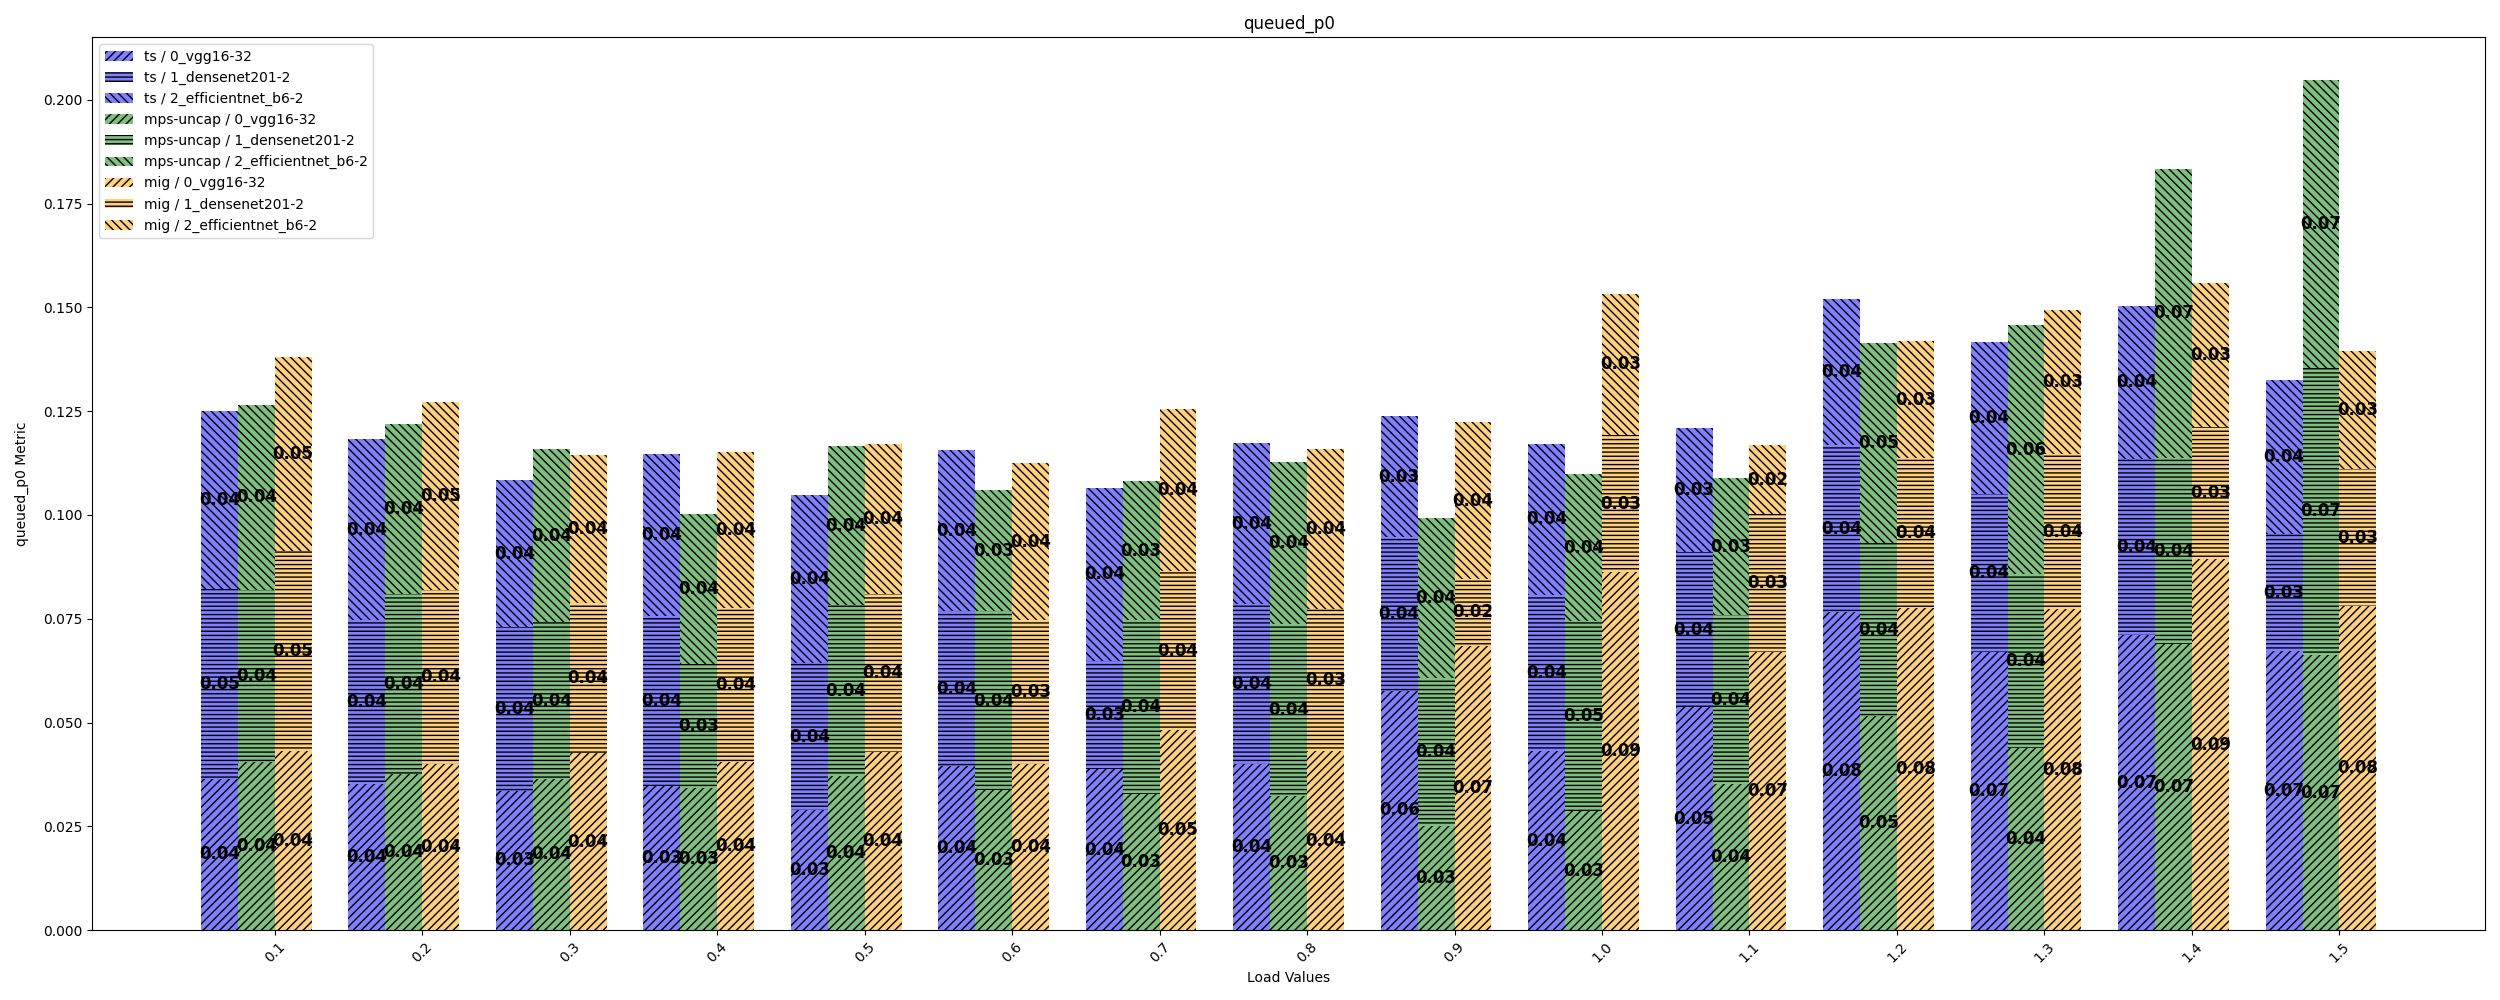 queued_p0
ts / 0_vgg16-32
ts / 1_densenet201-2
ts / 2_efficientnet_b6-2
mps-uncap / 0_vgg16-32
mps-uncap / 1_densenet201-2
mps-uncap / 2_efficientnet_b6-2
mig / 0_vgg16-32
mig / 1_densenet201-2
mig / 2_efficientnet_b6-2
queued_p0 Metric
0.200
0.175
0.150
0.125
0.100
0.075
0.050
0.025
0.000
0.04 0.04 0.05
0.05 0.04 0.05
0.04 0.04 0.04
0.04 0.04 0.05
0.04 0.04 0.04
0.04 0.04 0.04
0.04 0.04 0.04
0.04 0.04 0.04
0.03 0.04 0.04
0.04 0.04 0.04
0.04 0.03 0.04
0.03 0.03 0.04
0.04 0.04 0.04
0.04 0.04 0.04
0.03 0.04 0.04
0.04 0.03 0.04
0.04 0.04 0.03
0.04 0.03 0.04
0.04 0.03 0.04
0.03 0.04 0.04
0.04 0.03 0.05
0.04 0.04 0.04
0.04 0.04 0.03
0.04 0.03 0.04
0.03 0.04 0.04
0.04 0.04 0.02
0.06 0.03 0.07
0.04 0.04 0.03
0.04 0.05 0.03
0.04 0.03 0.09
0.03 0.03 0.02
0.04 0.04 0.03
0.05 0.04 0.07
0.04 0.05 0.03
0.04 0.04 0.04
0.08 0.05 0.08
0.04 0.06 0.03
0.04 0.04 0.04
0.07 0.04 0.08
0.04 0.07 0.03
0.04 0.04 0.03
0.07 0.07 0.09
0.04 0.07 0.03
0.03 0.07 0.03
0.07 0.07 0.08
0.1 0.2 0.3 0.4 0.5 0.6 0.7 0.8 0.9 1.0 1.1 1.2 1.3 1.4 1.5
Load Values